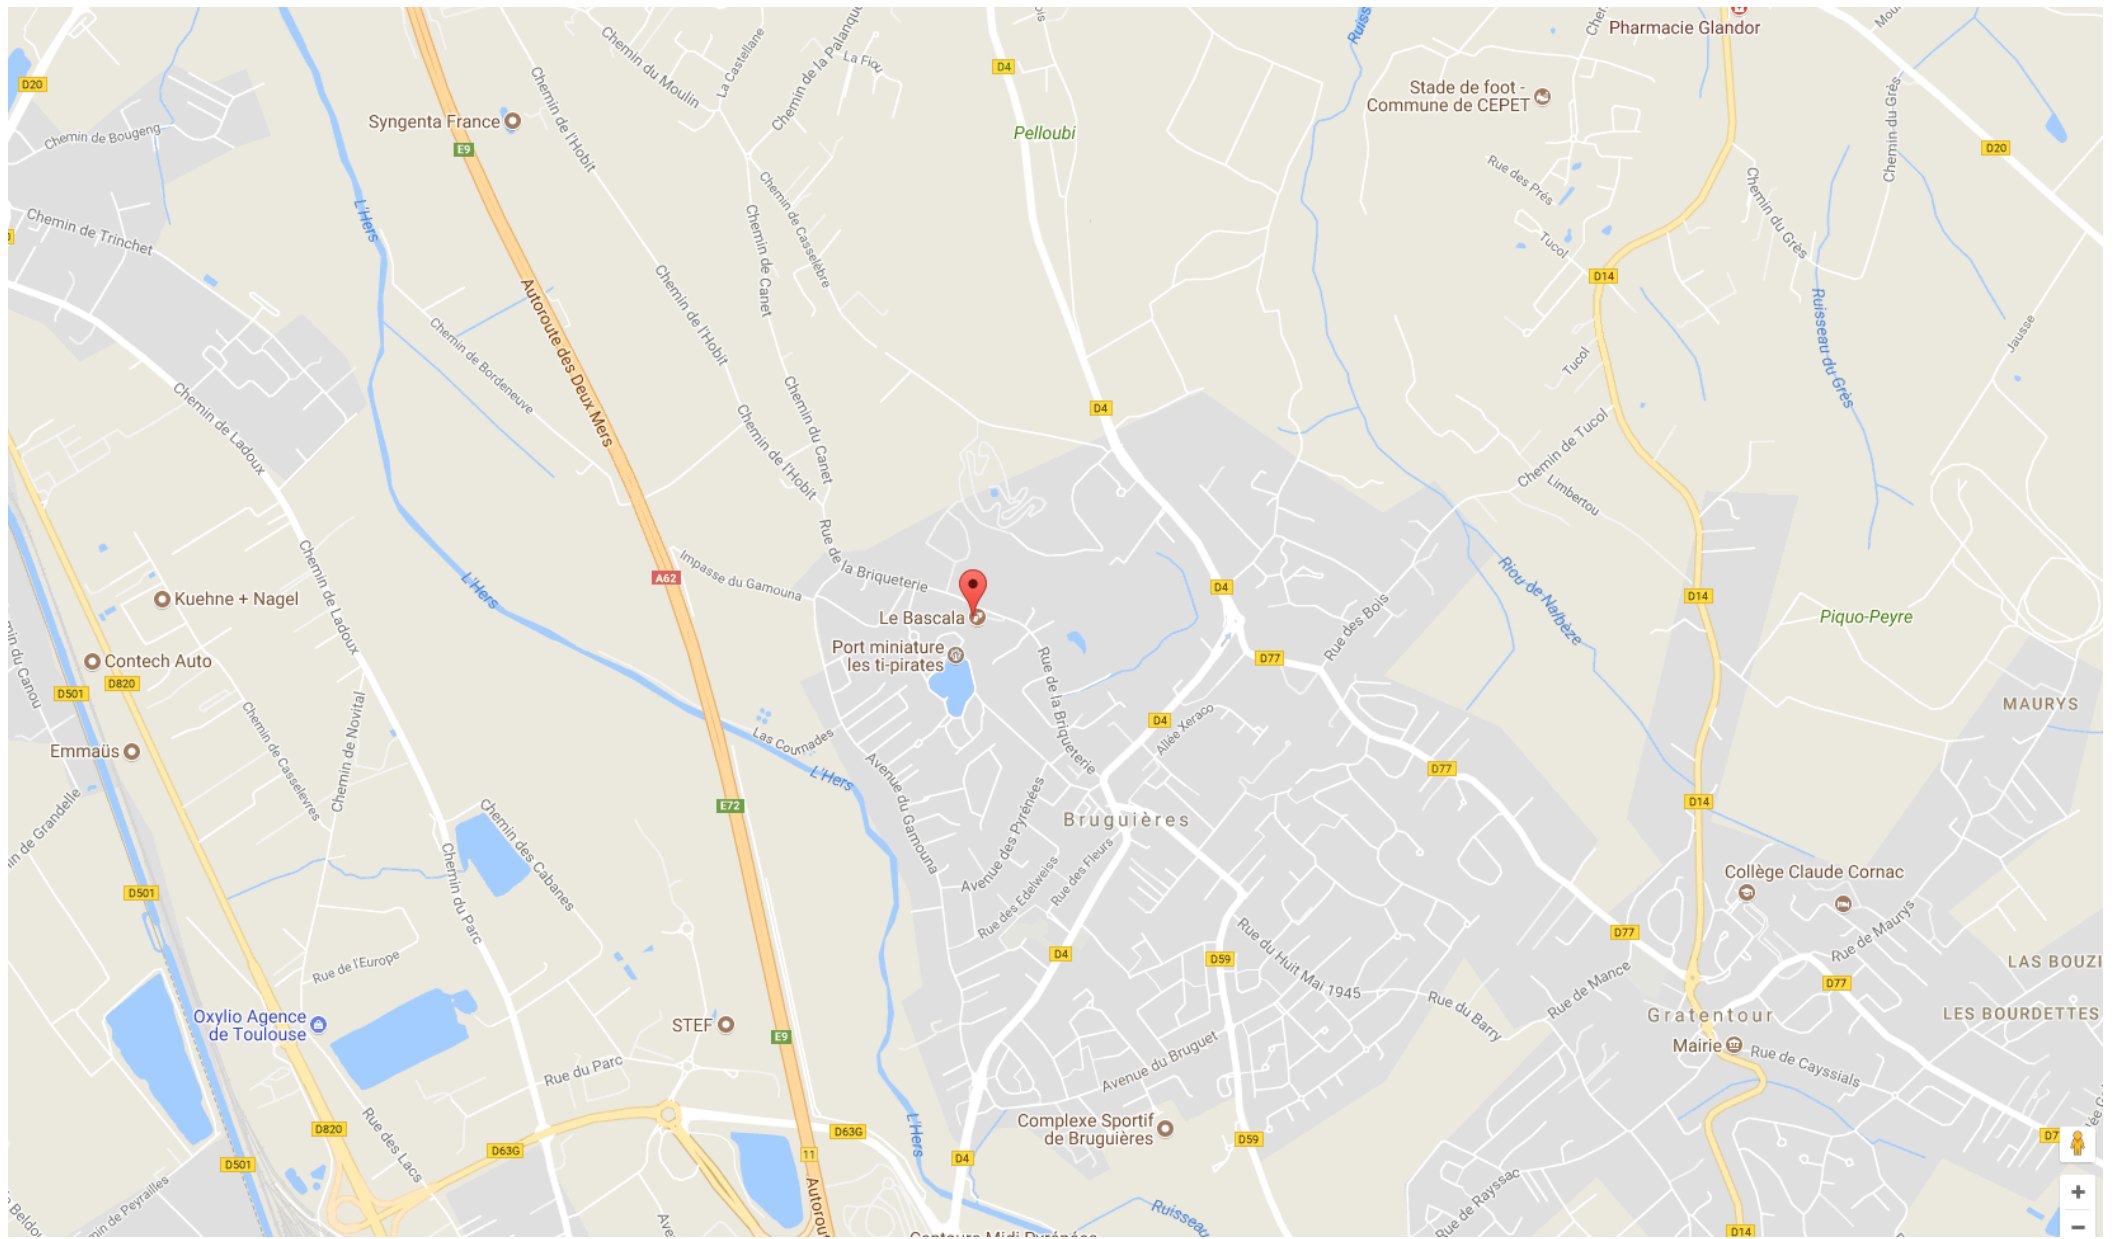 Pharmacie Glandor
Chemin du Moulin
La Castellane
Chemin de la Palanque
La Fiou
D4
D20
Syngenta France
E9
Chemin de l'Hobit
Pelloubi
Stade de foot -
Commune de CEPET
Chemin du Grès
D20
Chemin de Bougeng
Rue des Prés
Chemin de Casselèbre
Chemin du Grès
L'Hers
Chemin de Trinchet
Chemin de Canet
Tucol
D14
Autoroute des Deux Mers
Chemin de l'Hobit
Ruisseau du Grès
Jausse
Chemin de Bordeneuve
Tucol
Chemin de Ladoux
Chemin du Canet
D4
Chemin de l'Hobit
Chemin de Tucol
Limbertou
Rue de la Briqueterie
Chemin de Ladoux
A62
Impasse du Gamouna
L'Hers
D4
Riou de Nalbèze
D14
Kuehne + Nagel
Le Bascala
Rue des Bois
Piquo-Peyre
Port miniature
les ti-pirates
Contech Auto
D820
D501
D77
Rue de la Briqueterie
MAURYS
Chemin de Novital
Chemin de Casselevres
D4
Allée Xeraco
Emmaüs
Las Cournades
L'Hers
Avenue du Gamouna
D77
E72
D14
Bruguières
Avenue des Pyrénées
Chemin des Cabanes
Rue des Fleurs
Rue des Edelweiss
Collège Claude Cornac
D501
Chemin du Parc
Rue de Maurys
D77
D4
D59
Rue du Huit Mai 1945
Rue de l'Europe
LAS BOUZI
Rue de Mance
D77
Rue du Barry
Oxylio Agence
de Toulouse
STEF
E9
Gratentour
LES BOURDETTES
Mairie
Rue de Cayssials
Avenue du Bruguet
Rue du Parc
Rue des Lacs
D820
D63G
D63G
L'Hers
Complexe Sportif
de Bruguières
D59
D501
11
D4
Rue de Rayssac
Ruisseau
D14